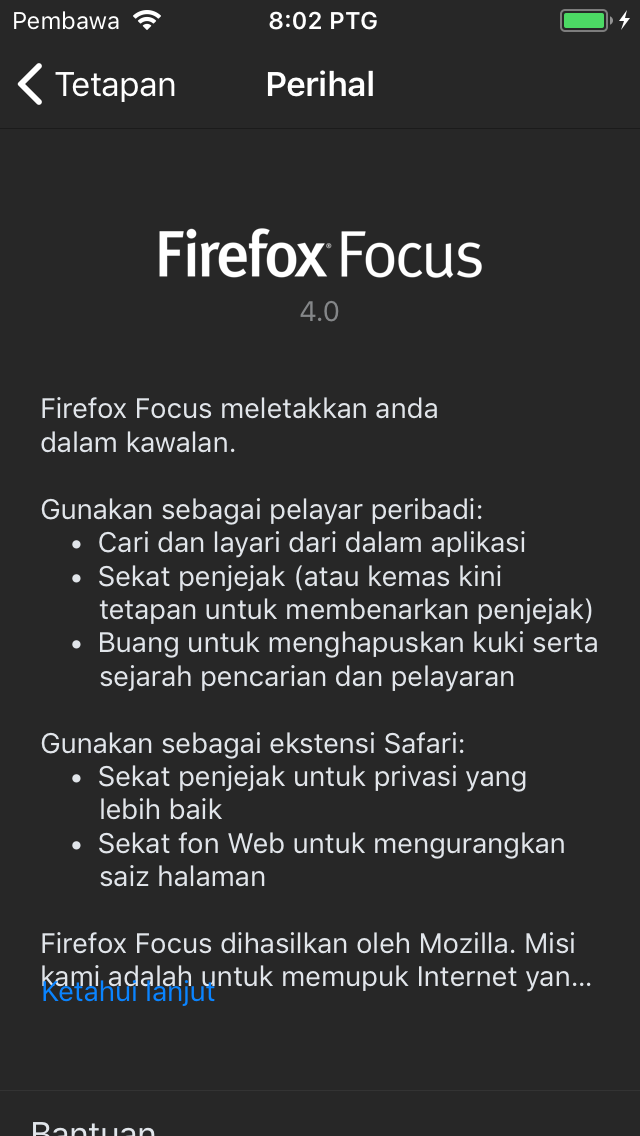 Pembawa 8:02 PTG
Tetapan Perihal
Firefox® Focus
4.0
Firefox Focus meletakkan anda
dalam kawalan.
Gunakan sebagai pelayar peribadi:
• Cari dan layari dari dalam aplikasi
• Sekat penjejak (atau kemas kini
tetapan untuk membenarkan penjejak)
• Buang untuk menghapuskan kuki serta
sejarah pencarian dan pelayaran
Gunakan sebagai ekstensi Safari:
• Sekat penjejak untuk privasi yang
lebih baik
• Sekat fon Web untuk mengurangkan
saiz halaman
Firefox Focus dihasilkan oleh Mozilla. Misi
kami adalah untuk memupuk Internet yan...
Ketahui lanjut
Bantuan